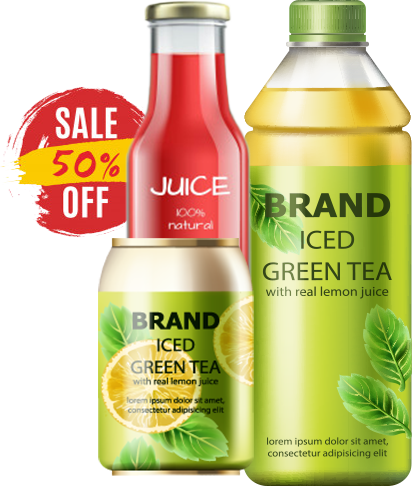 SALE
50%
OFF
JUICE
100%
natural
BRAND
ICED
GREEN TEA
with real lemon juice
lorem ipsum dolor sit amet,
consectetur adipisicing elit
BRAND
ICED
GREEN TEA
with real lemon juice
lorem ipsum dolor sit amet,
consectetur adipisicing elit